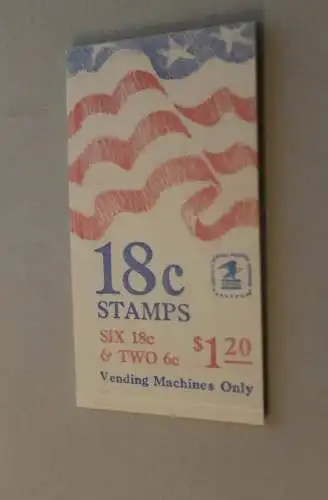 18c
STAMPS
SIX 18c
& TWO 6c $1.20
Vending Machines Only